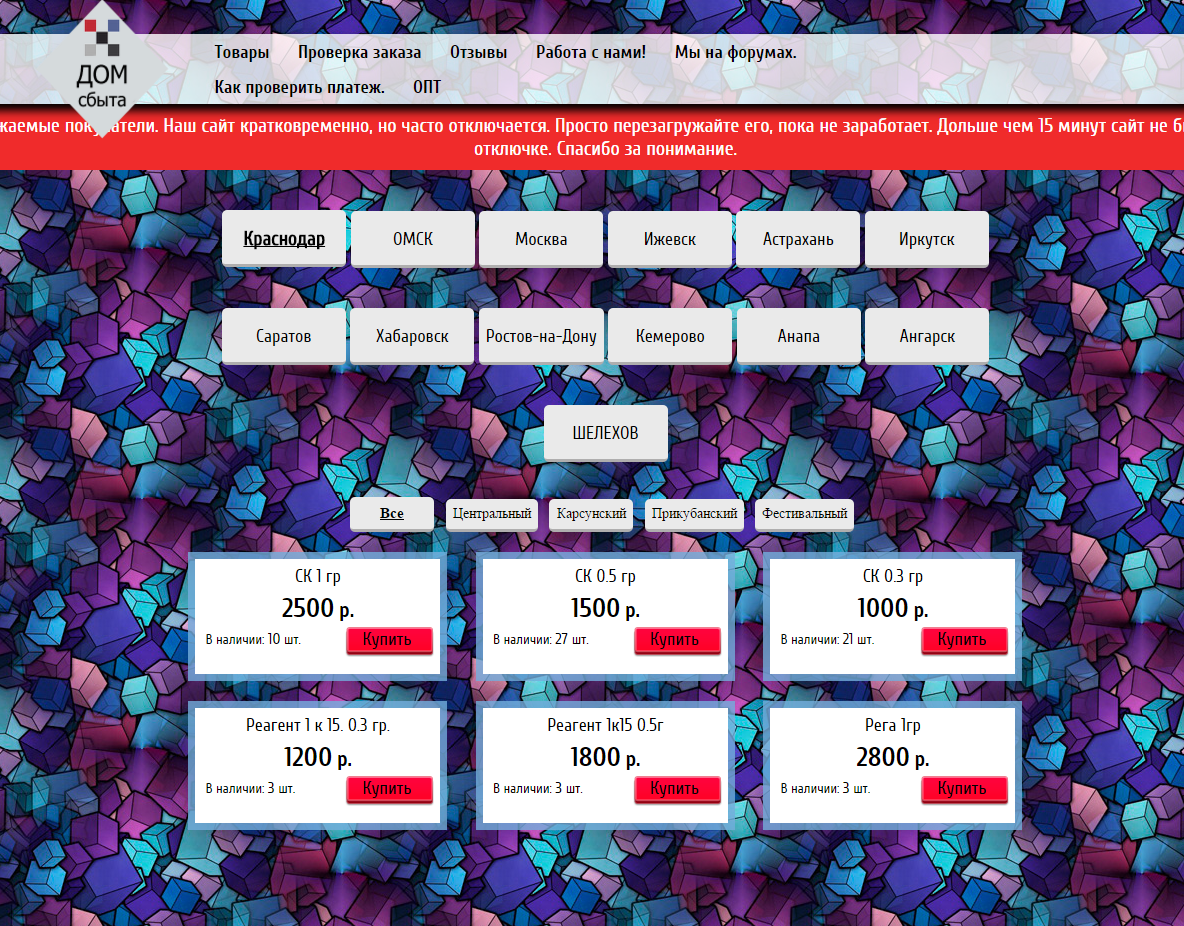 ДОМ
сбыта
Товары Проверка заказа Отзывы Работа с нами! Мы на форумах.
Как проверить платеж. ОПТ
Наш сайт кратковременно, но часто отключается. Просто перезагружайте его, пока не заработает. Дольше чем 15 минут сайт не
отключке. Спасибо за понимание.
Краснодар ОМСК Москва Ижевск Астрахань Иркутск
Саратов Хабаровск Ростов-на-Дону Кемерово Анапа Ангарск
ШЕЛЕХОВ
Все Центральный Карсунский Прикубанский Фестивальный
СК 1 гр СК 0.5 гр СК 0.3 гр
2500 р. 1500 р. 1000 р.
В наличии: 10 шт. Купить В наличии: 27 шт. Купить В наличии: 21 шт. Купить
Реагент 1 к 15. 0.3 гр. Реагент 1к15 0.5г Рега 1гр
1200 р. 1800 р. 2800 р.
В наличии: 3 шт. Купить В наличии: 3 шт. Купить В наличии: 3 шт. Купить